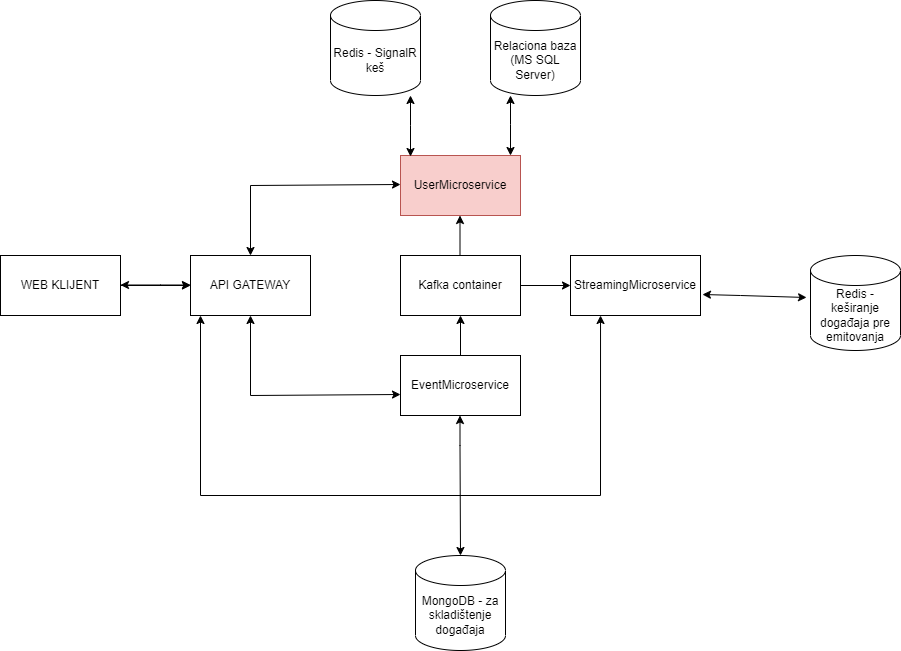 Redis - SignalR
keš
Relaciona baza
(MS SQL
Server)
UserMicroservice
WEB KLIJENT
API GATEWAY
Kafka container
StreamingMicroservice
Redis -
keširanje
događaja pre
emitovanja
EventMicroservice
MongoDB - za
skladištenje
događaja